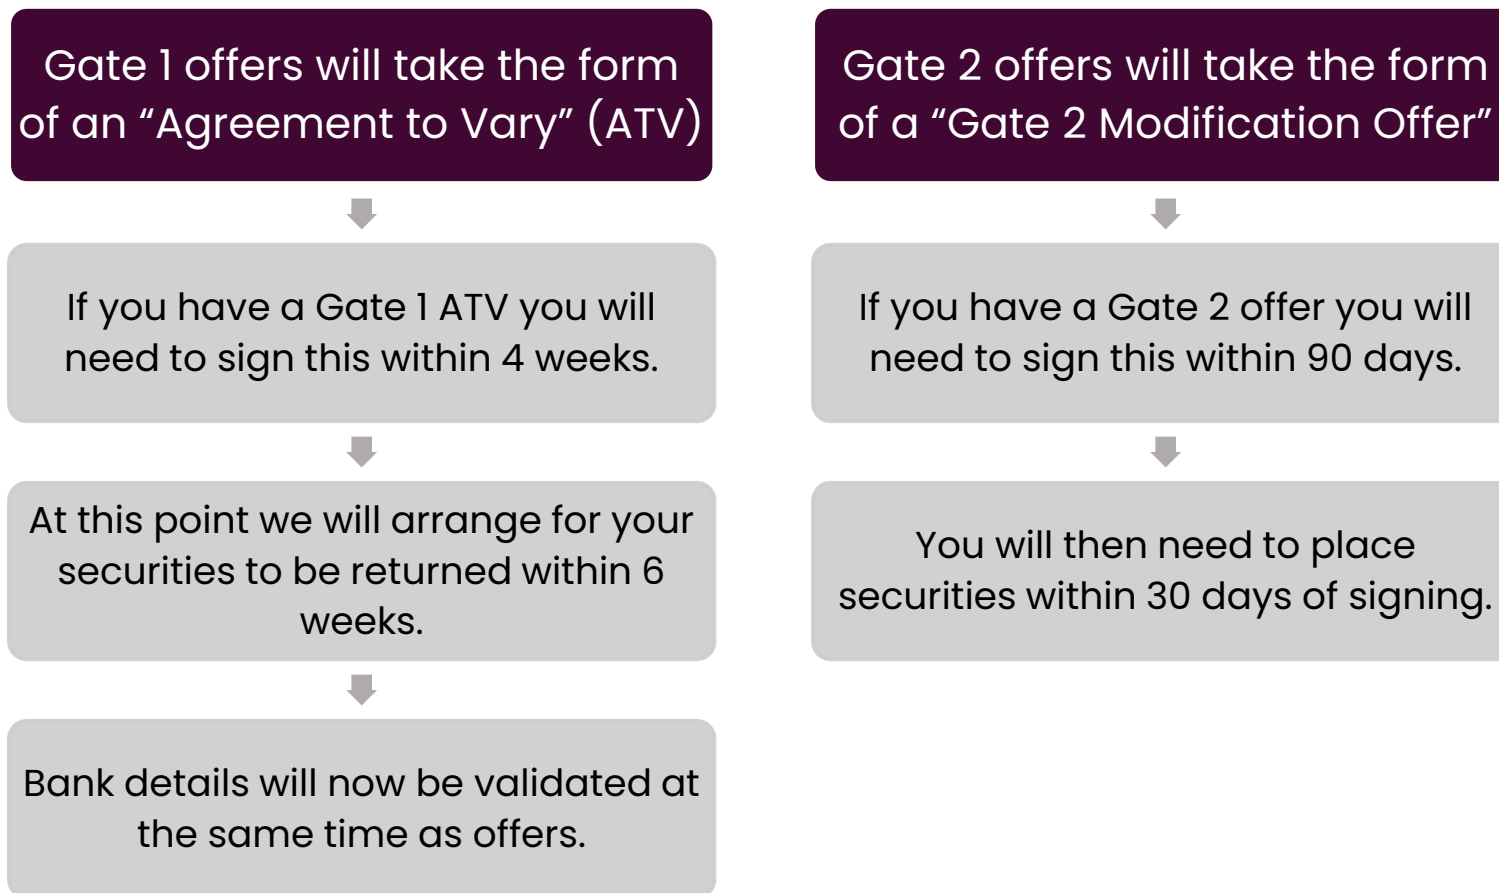 Gate 1 offers will take the form
of an “Agreement to Vary” (ATV)
If you have a Gate 1 ATV you will
need to sign this within 4 weeks.
At this point we will arrange for your
securities to be returned within 6
weeks.
Bank details will now be validated at
the same time as offers.
Gate 2 offers will take the form
of a “Gate 2 Modification Offer”
If you have a Gate 2 offer you will
need to sign this within 90 days.
You will then need to place
securities within 30 days of signing.